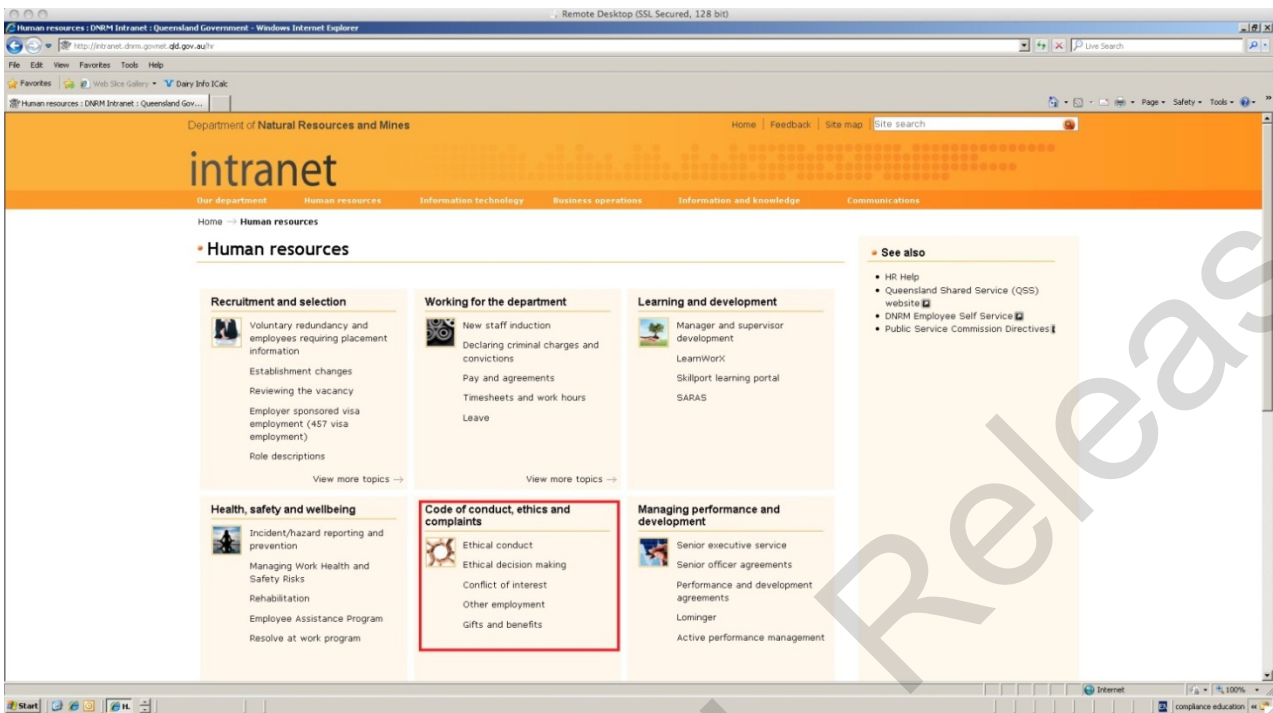 Remote Desktop (SSL Secured, 128 bit)
Human resources : DNRM Intranet : Queensland Government - Windows Internet Explorer
http://intranet.dnrm.govnet.qld.gov.au/hr
Live Search
File Edit View Favorites Tools Help
Favorites Web Slice Gallery Dairy Info ICalc
Human resources : DNRM Intranet : Queensland Gov...
Page Safety Tools
Department of Natural Resources and Mines
Home Feedback Site map Site search
intranet
Our department Human resources Information technology Business operations Information and knowledge Communications
Home → Human resources
Human resources
Recruitment and selection
Voluntary redundancy and
employees requiring placement
information
Establishment changes
Reviewing the vacancy
Employer sponsored visa
employment (457 visa
employment)
Role descriptions
View more topics →
Working for the department
New staff induction
Declaring criminal charges and
convictions
Pay and agreements
Timesheets and work hours
Leave
View more topics →
Learning and development
Manager and supervisor
development
LearnWorX
Skillport learning portal
SARAS
See also
HR Help
Queensland Shared Service (QSS)
website
DNRM Employee Self Service
Public Service Commission Directives
Health, safety and wellbeing
Incident/hazard reporting and
prevention
Managing Work Health and
Safety Risks
Rehabilitation
Employee Assistance Program
Resolve at work program
Code of conduct, ethics and
complaints
Ethical conduct
Ethical decision making
Conflict of interest
Other employment
Gifts and benefits
Managing performance and
development
Senior executive service
Senior officer agreements
Performance and development
agreements
Lominger
Active performance management
Releas
Internet 100%
Start H. EN compliance education